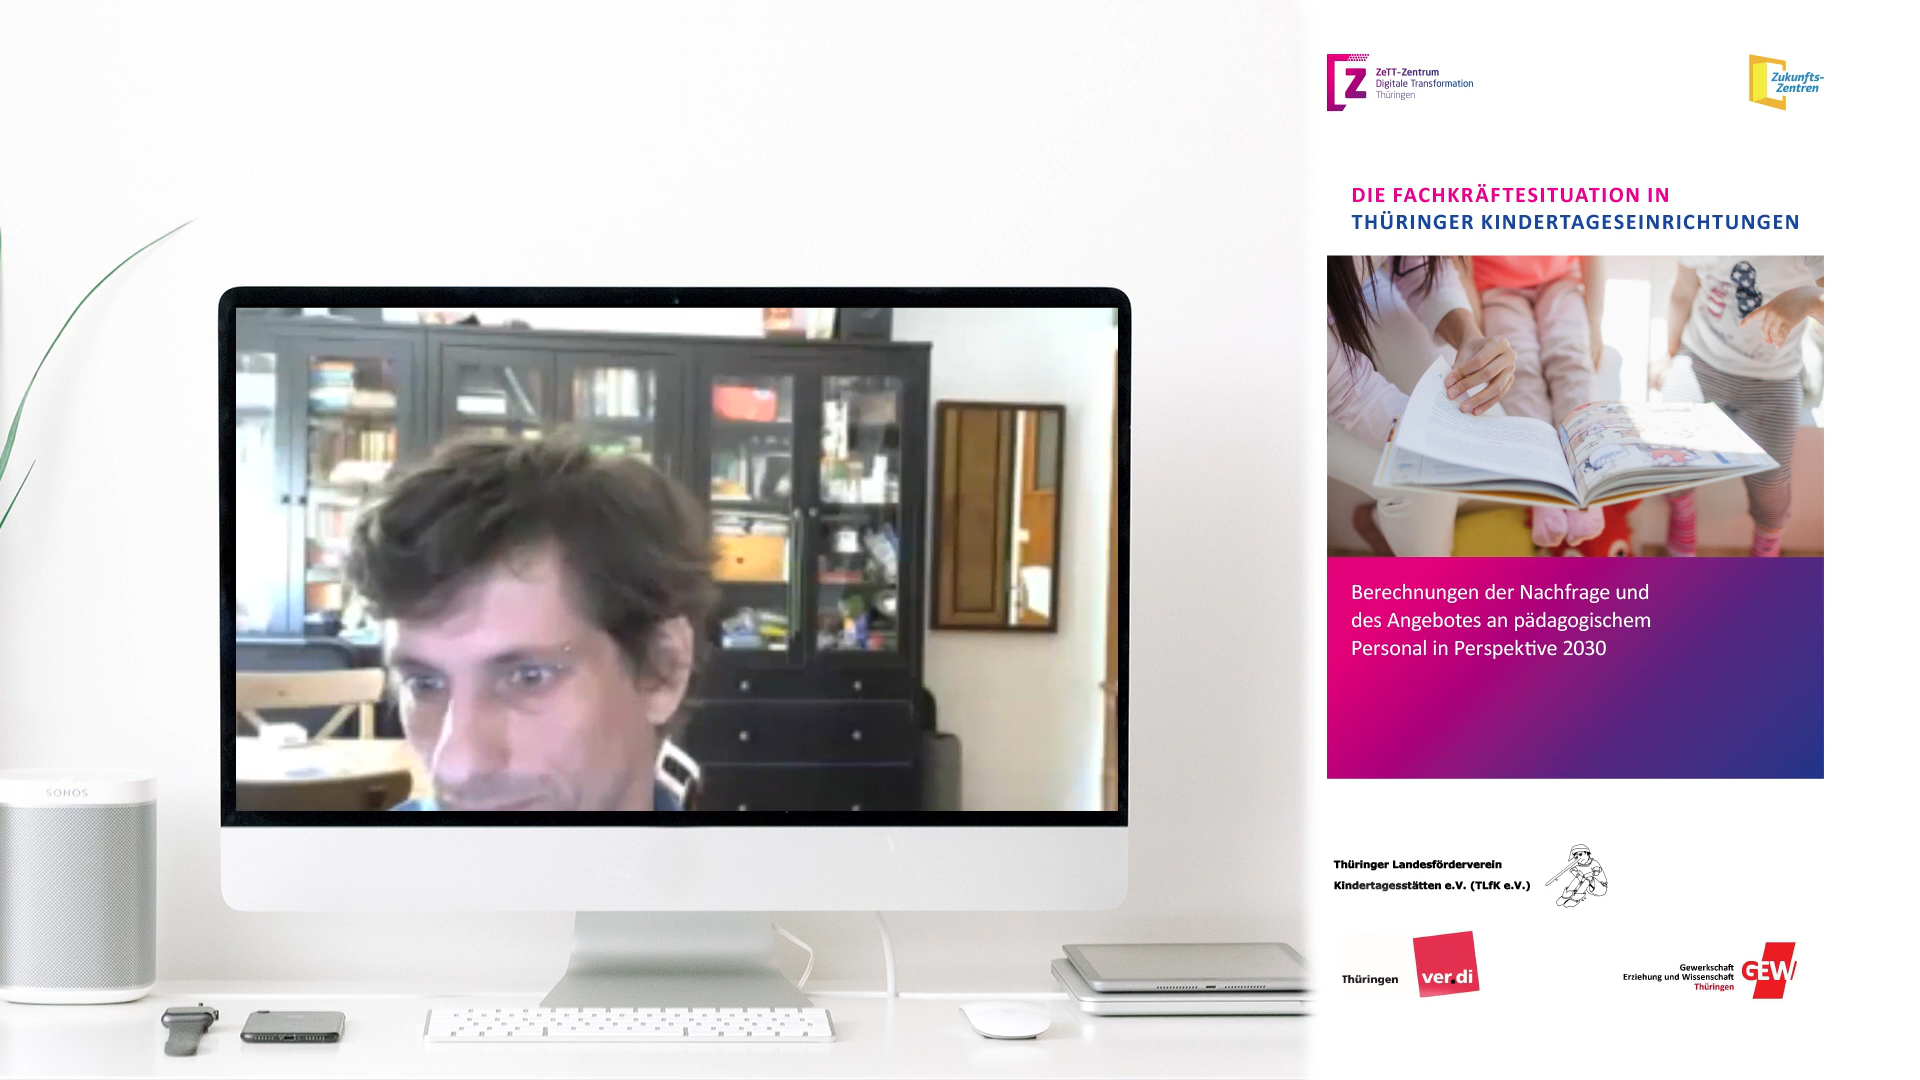 SONOS
Z
ZeTT-Zentrum
Digitale Transformation
Thüringen
Zukunfts-
Zentren
DIE FACHKRÄFTESITUATION IN
THÜRINGER KINDERTAGESEINRICHTUNGEN
Berechnungen der Nachfrage und
des Angebotes an pädagogischem
Personal in Perspektive 2030
Thüringer Landesförderverein
Kindertagesstätten e.V. (TLfK e.V.)
Thüringen
ver.di
Gewerkschaft
Erziehung und Wissenschaft
Thüringen
GEW